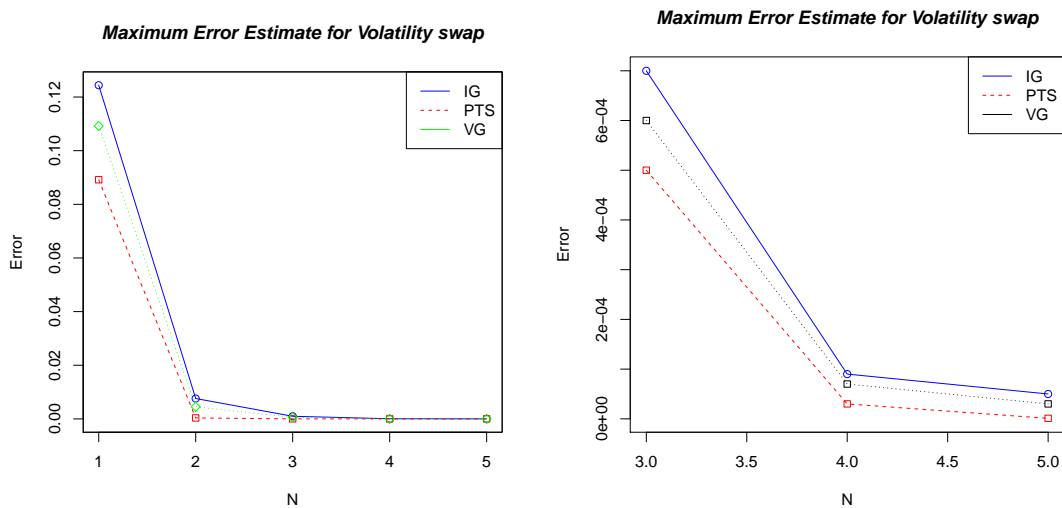 Maximum Error Estimate for Volatility swap
IG
PTS
VG
0.00
0.02
0.04
0.06
0.08
0.10
0.12
Error
1
2
3
4
5
N
Maximum Error Estimate for Volatility swap
IG
PTS
VG
0e+00
2e-04
4e-04
6e-04
Error
3.0
3.5
4.0
4.5
5.0
N